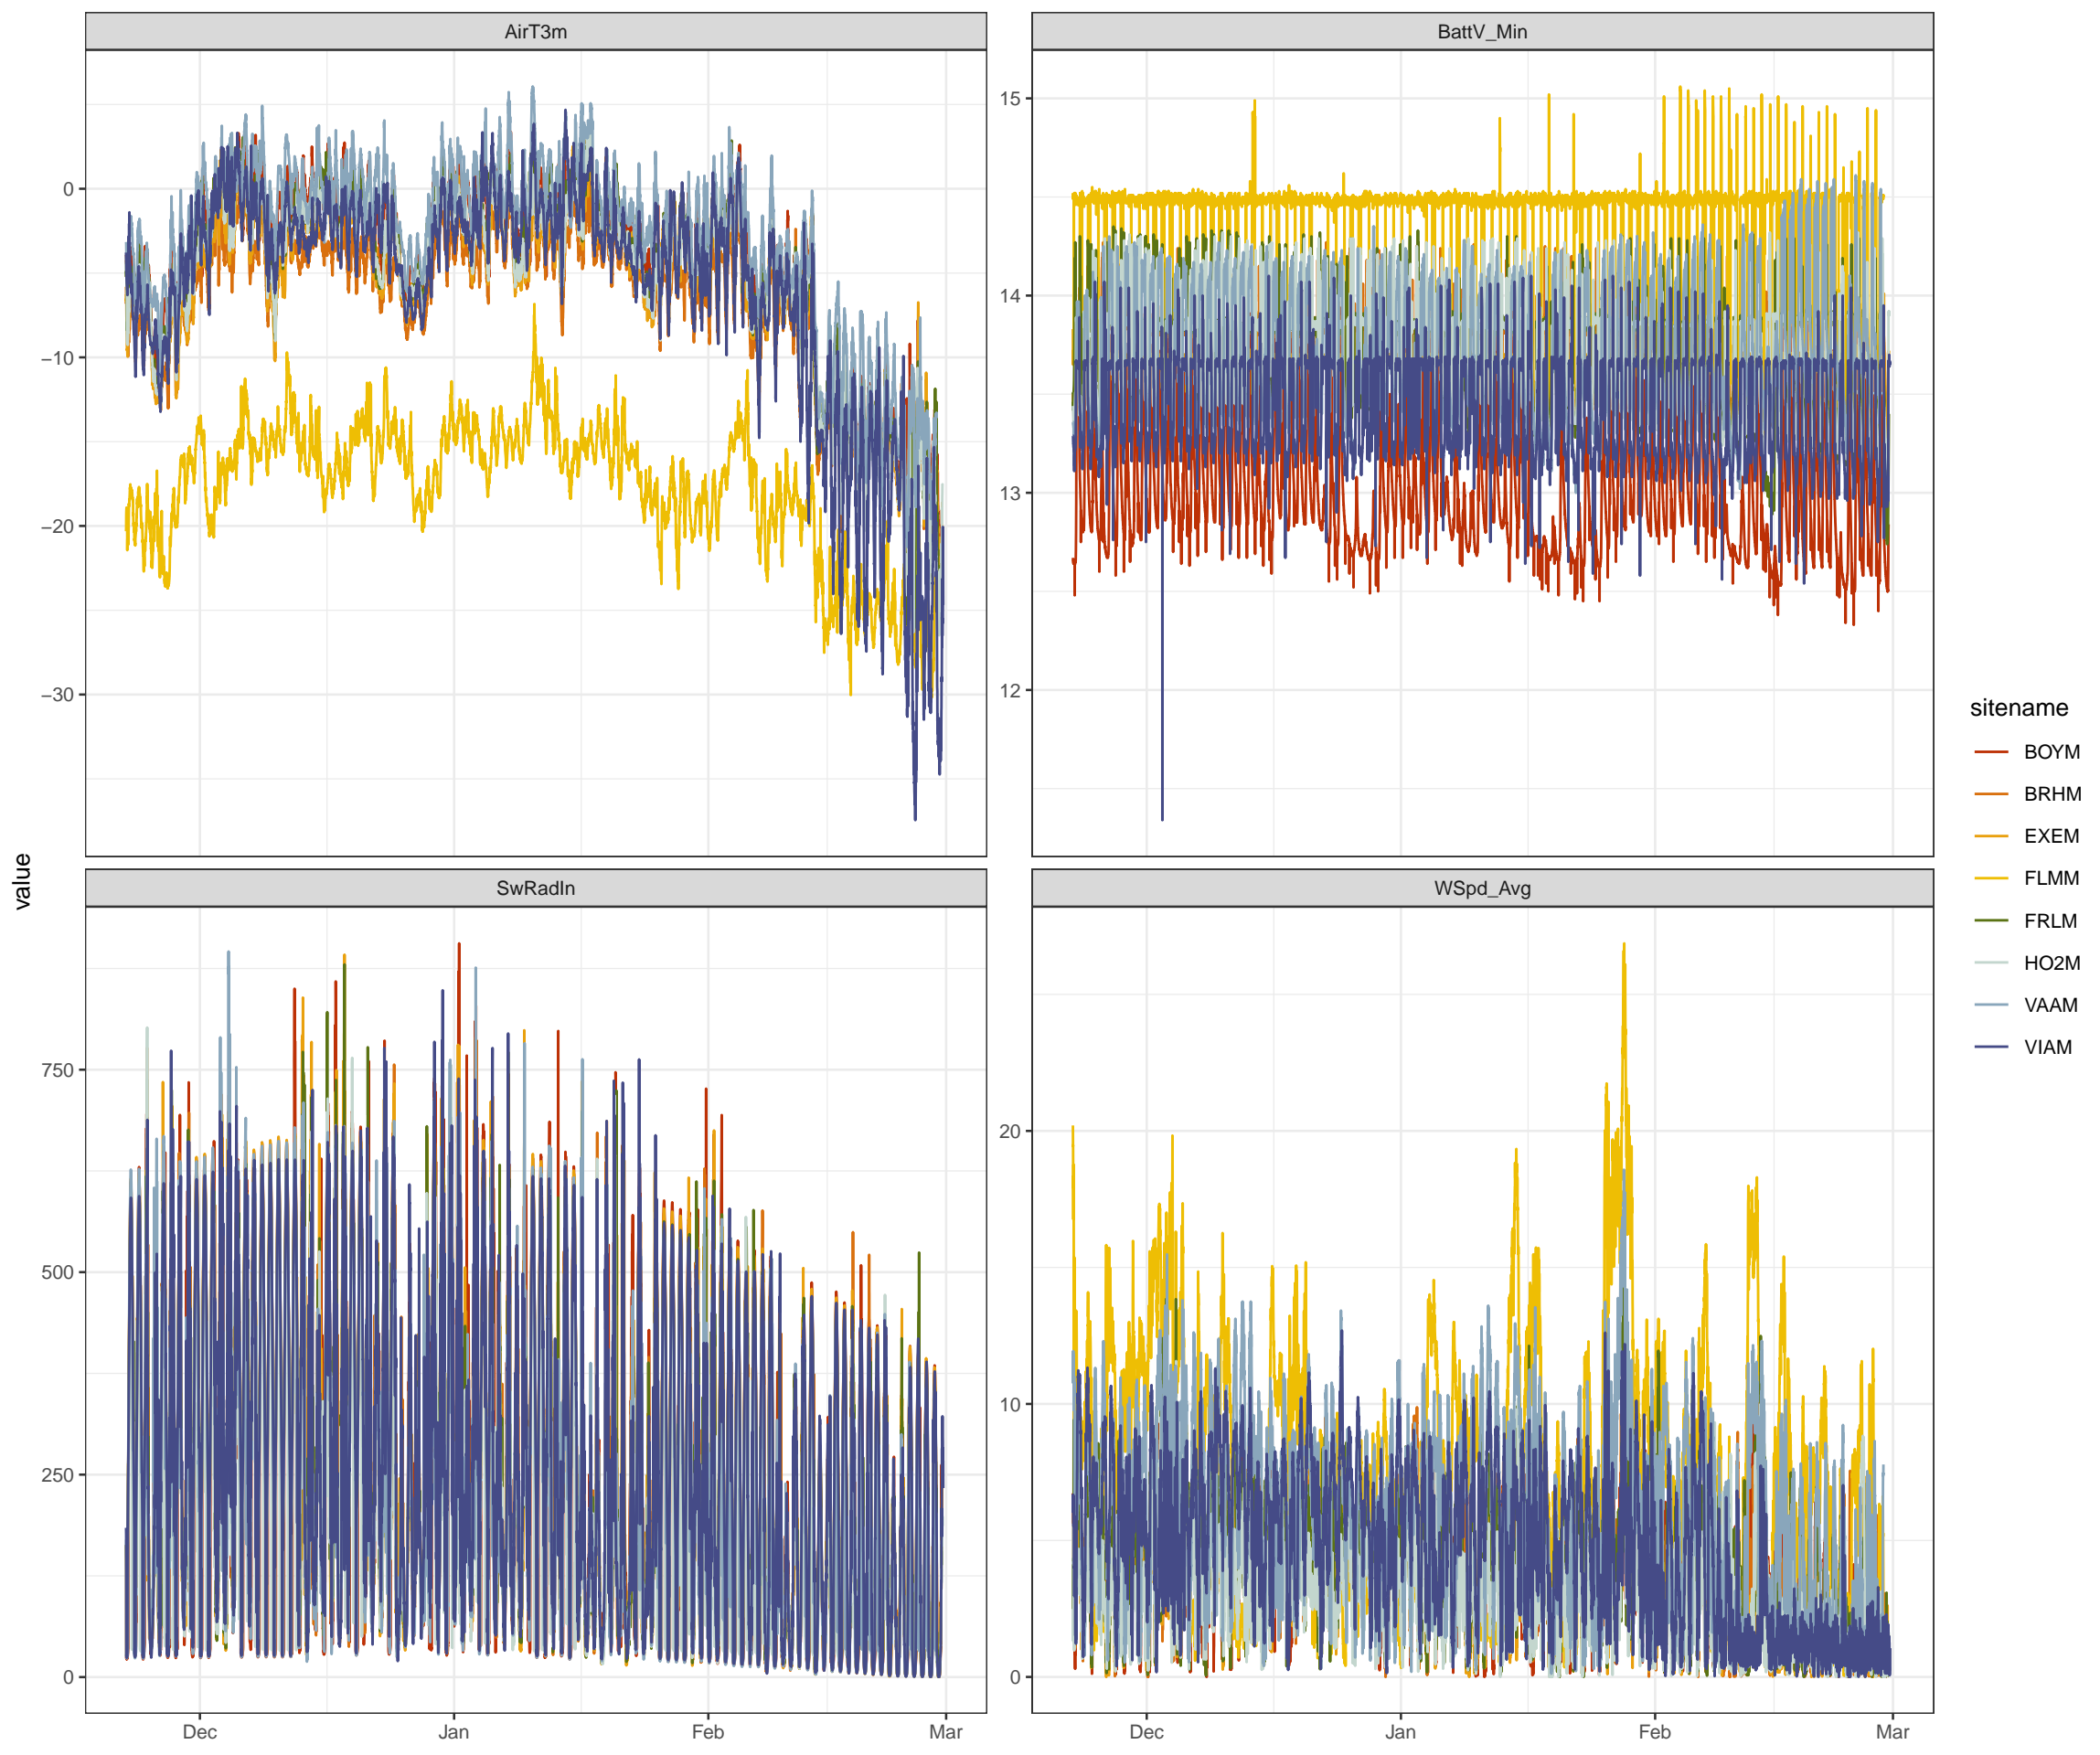 AirT3m
BattV_Min
0
−10
−20
−30
15
14
13
12
value
SwRadIn
WSpd_Avg
750
500
250
0
20
10
0
Dec
Jan
Feb
Mar
Dec
Jan
Feb
Mar
sitename
BOYM
BRHM
EXEM
FLMM
FRLM
HO2M
VAAM
VIAM